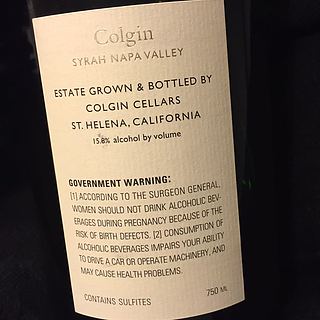 Colgin
SYRAH NAPA VALLEY
ESTATE GROWN & BOTTLED BY
COLGIN CELLARS
ST. HELENA, CALIFORNIA
15.8% alcohol by volume
GOVERNMENT WARNING:
[1] ACCORDING TO THE SURGEON GENERAL,
WOMEN SHOULD NOT DRINK ALCOHOLIC BEV-
ERAGES DURING PREGNANCY BECAUSE OF THE
RISK OF BIRTH DEFECTS. [2] CONSUMPTION OF
ALCOHOLIC BEVERAGES IMPAIRS YOUR ABILITY
TO DRIVE A CAR OR OPERATE MACHINERY, AND
MAY CAUSE HEALTH PROBLEMS.
CONTAINS SULFITES 750 ML